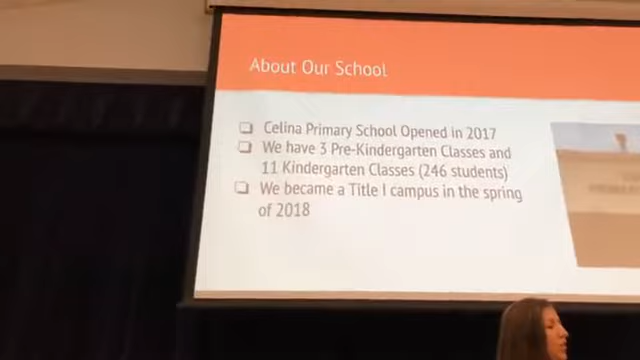 About Our School
❑ Celina Primary School Opened in 2017
❑ We have 3 Pre-Kindergarten Classes and
11 Kindergarten Classes (246 students)
❑ We became a Title I campus in the spring
of 2018